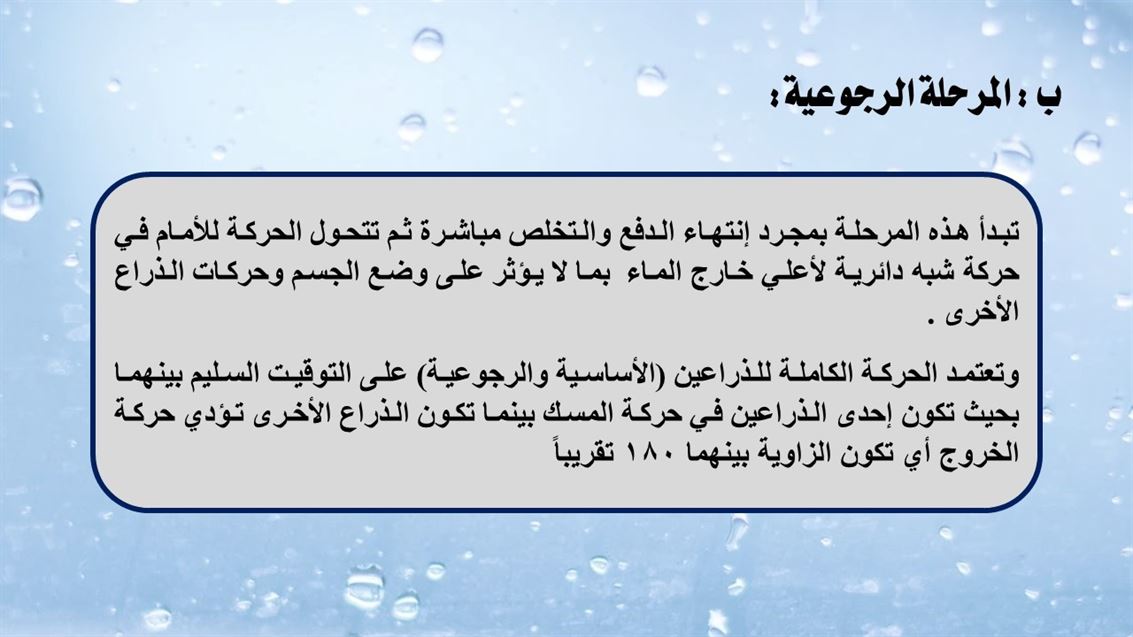 ب : المرحلة الرجوعية :
تبدأ هذه المرحلة بمجرد إنتهاء الدفع والتخلص مباشرة ثم تتحول الحركة للأمام في
حركة شبه دائرية لأعلي خارج الماء بما لا يؤثر على وضع الجسم وحركات الذراع
الأخرى .
وتعتمد الحركة الكاملة للذراعين (الأساسية والرجوعية) على التوقيت السليم بينهما
بحيث تكون إحدى الذراعين في حركة المسك بينما تكون الذراع الأخرى تؤدي حركة
الخروج أي تكون الزاوية بينهما ١٨٠ تقريباً